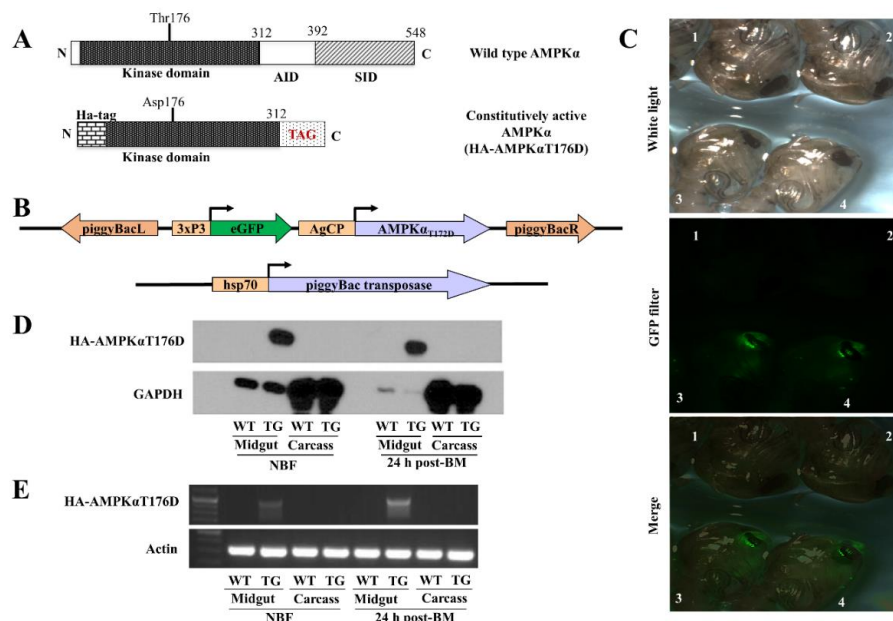 A
Thr176
312
392
548
N
C
Kinase domain
AID
SID
Wild type AMPKα
Ha-tag
Asp176
312
N
TAG
C
Kinase domain
Constitutively active
AMPKα
(HA-AMPKαT176D)
B
piggyBacL
3xP3
eGFP
AgCP
AMPKαT172D
piggyBacR
hsp70
piggyBac transposase
C
White light
1
2
3
4
GFP filter
1
2
3
4
Merge
1
2
3
4
D
HA-AMPKαT176D
GAPDH
WT TG WT TG WT TG WT TG
Midgut Carcass Midgut Carcass
NBF 24 h post-BM
E
HA-AMPKαT176D
Actin
WT TG WT TG WT TG WT TG
Midgut Carcass Midgut Carcass
NBF 24 h post-BM